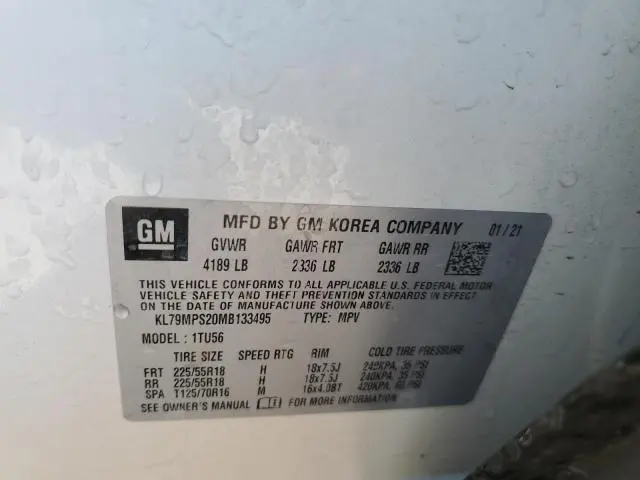 GM
MFD BY GM KOREA COMPANY 01/21
GVWR GAWR FRT GAWR RR
4189 LB 2336 LB 2336 LB
THIS VEHICLE CONFORMS TO ALL APPLICABLE U.S. FEDERAL MOTOR
VEHICLE SAFETY AND THEFT PREVENTION STANDARDS IN EFFECT
ON THE DATE OF MANUFACTURE SHOWN ABOVE.
KL79MPS20MB133495 TYPE: MPV
MODEL: 1TU56
TIRE SIZE SPEED RTG RIM COLD TIRE PRESSURE
FRT 225/55R18 H 18x7.5J 240KPA, 35 PSI
RR 225/55R18 H 18x7.5J 240KPA, 35 PSI
SPA T125/70R16 M 16x4.0BT 420KPA, 60 PSI
SEE OWNER'S MANUAL FOR MORE INFORMATION